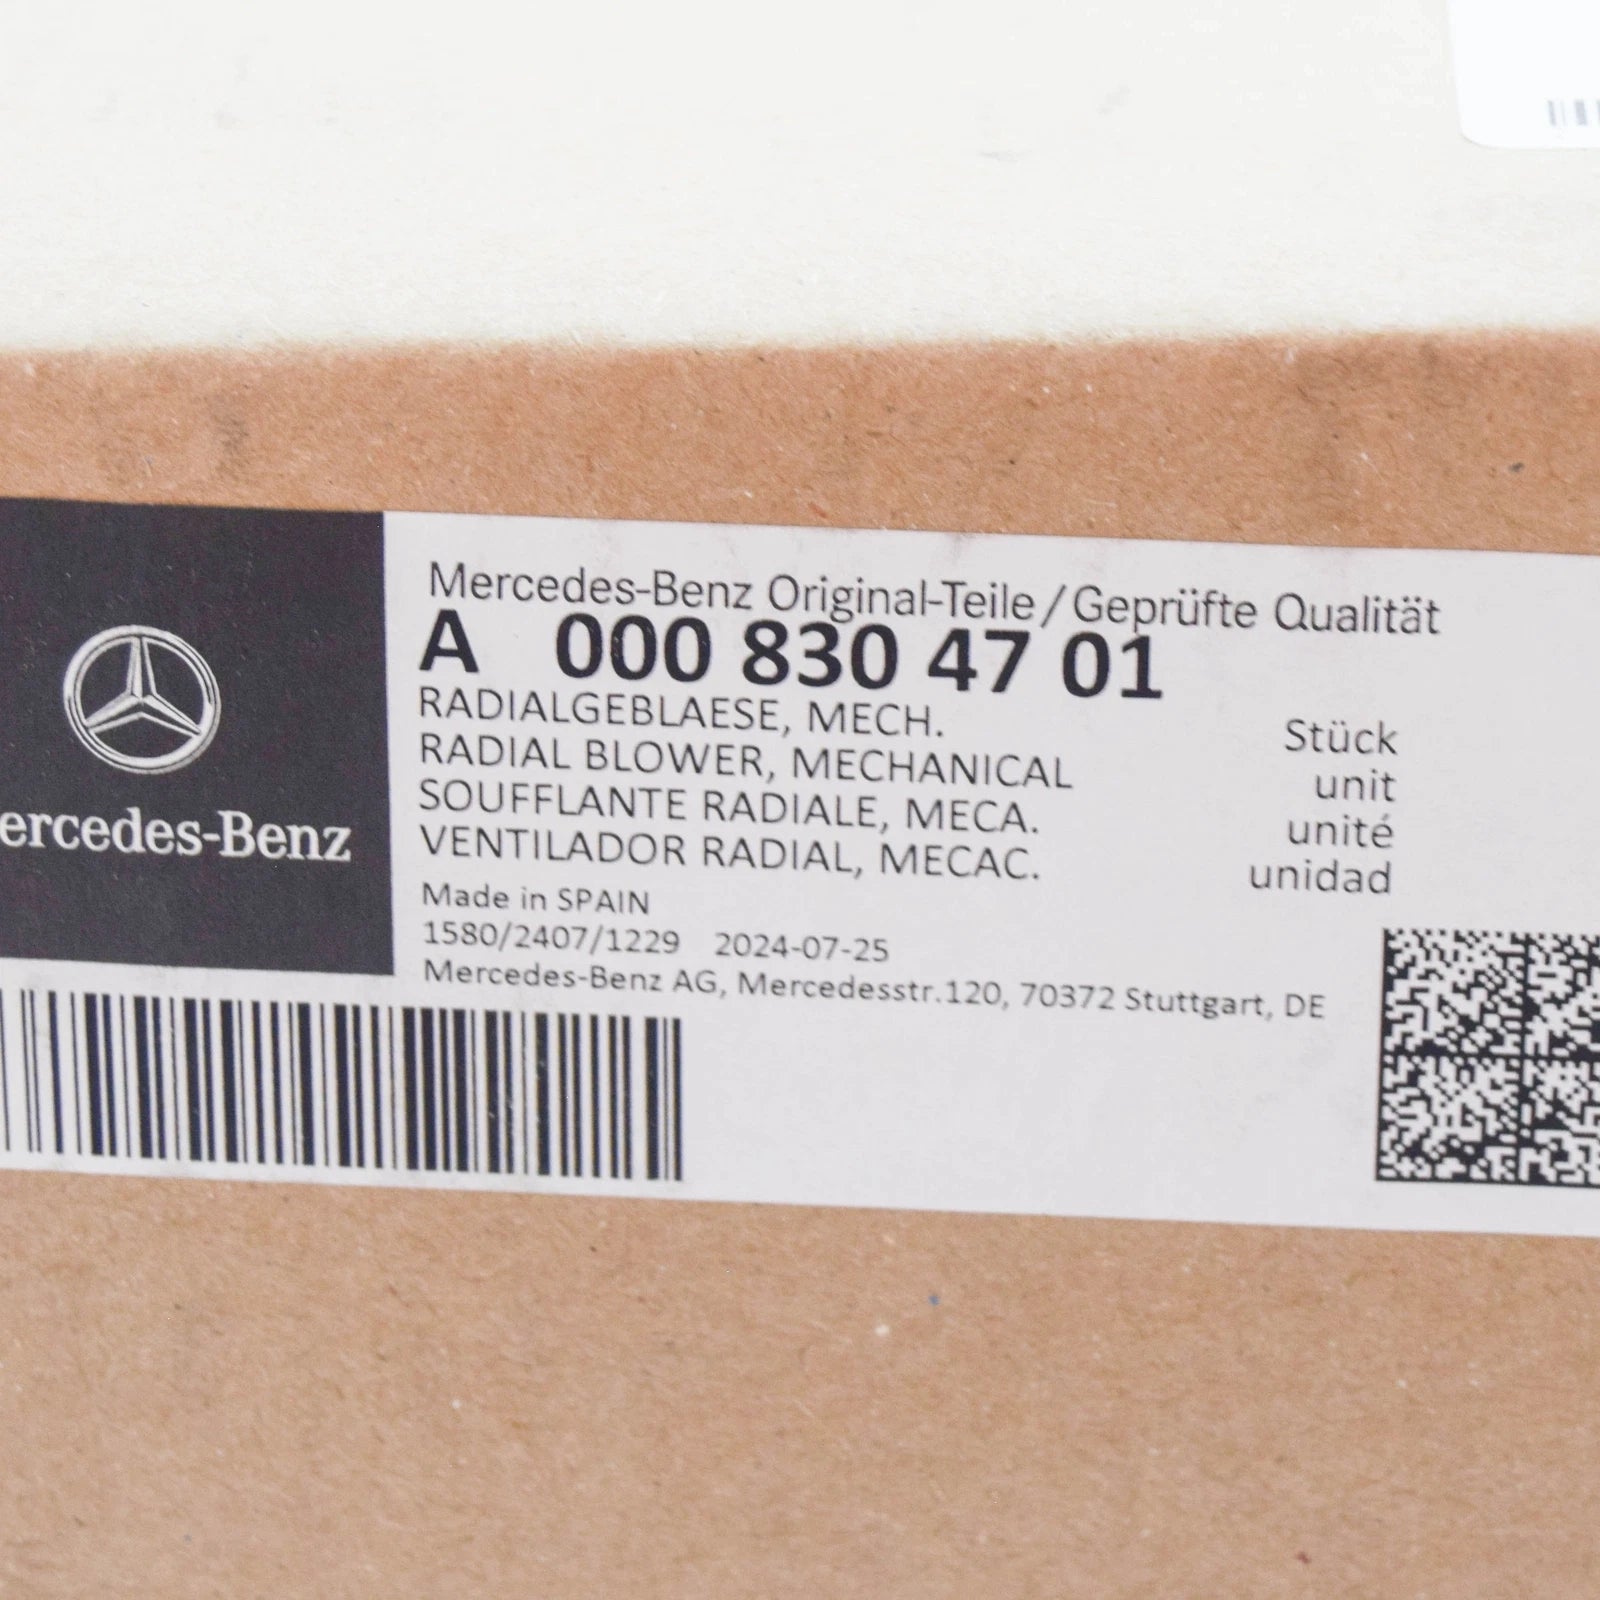 Mercedes-Benz Original-Teile/Geprüfte Qualität
A 000 830 47 01
RADIALGEBLAESE, MECH.
RADIAL BLOWER, MECHANICAL
SOUFFLANTE RADIALE, MECA.
VENTILADOR RADIAL, MECAC.
Stück
unit
unité
unidad
Made in SPAIN
1580/2407/1229 2024-07-25
Mercedes-Benz AG, Mercedesstr.120, 70372 Stuttgart, DE
ercedes-Benz